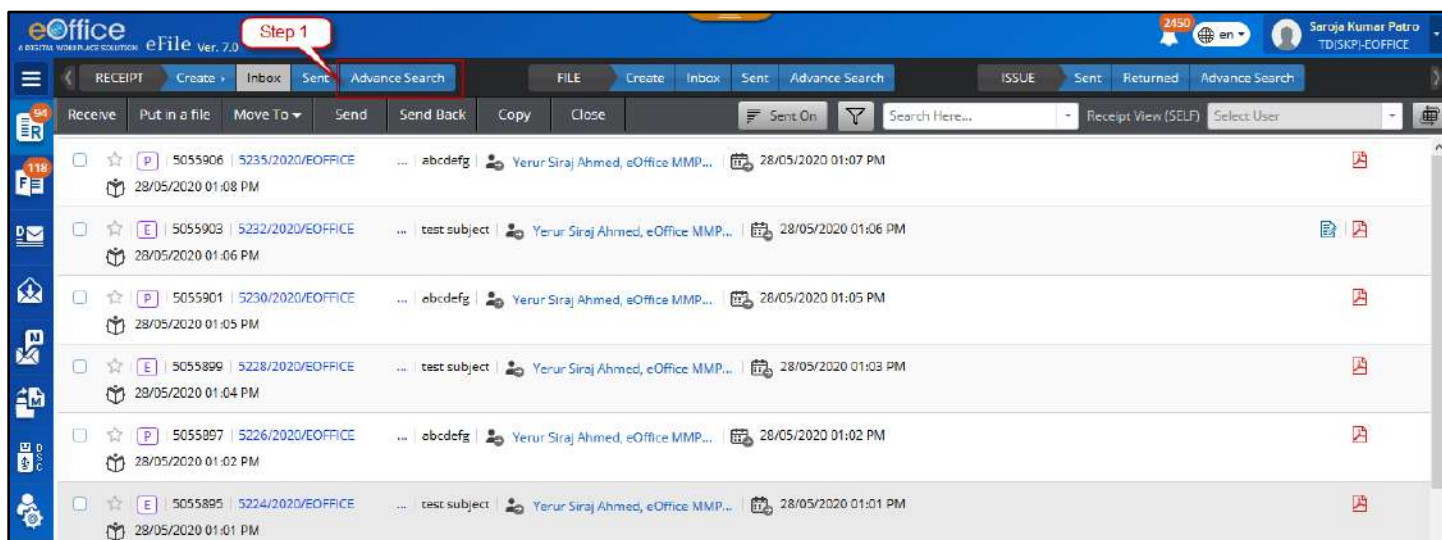 eOffice
A DIGITAL WORKPLACE SOLUTION eFile Ver. 7.0
Step 1
2450 en Saroja Kumar Patro
TD(SKP)-EOFFICE
RECEIPT Create Inbox Sent Advance Search FILE Create Inbox Sent Advance Search ISSUE Sent Returned Advance Search
94 R Receive Put in a file Move To Send Send Back Copy Close Sent On Search Here... Receipt View (SELF) Select User
P 5055906 5235/2020/EOFFICE ... abcdefg Yerur Siraj Ahmed, eOffice MMP... 28/05/2020 01:07 PM
118 F 28/05/2020 01:08 PM
D E 5055903 5232/2020/EOFFICE ... test subject Yerur Siraj Ahmed, eOffice MMP... 28/05/2020 01:06 PM
28/05/2020 01:06 PM
P 5055901 5230/2020/EOFFICE ... abcdefg Yerur Siraj Ahmed, eOffice MMP... 28/05/2020 01:05 PM
28/05/2020 01:05 PM
N E 5055899 5228/2020/EOFFICE ... test subject Yerur Siraj Ahmed, eOffice MMP... 28/05/2020 01:03 PM
M 28/05/2020 01:04 PM
DSC P 5055897 5226/2020/EOFFICE ... abcdefg Yerur Siraj Ahmed, eOffice MMP... 28/05/2020 01:02 PM
28/05/2020 01:02 PM
E 5055895 5224/2020/EOFFICE ... test subject Yerur Siraj Ahmed, eOffice MMP... 28/05/2020 01:01 PM
28/05/2020 01:01 PM